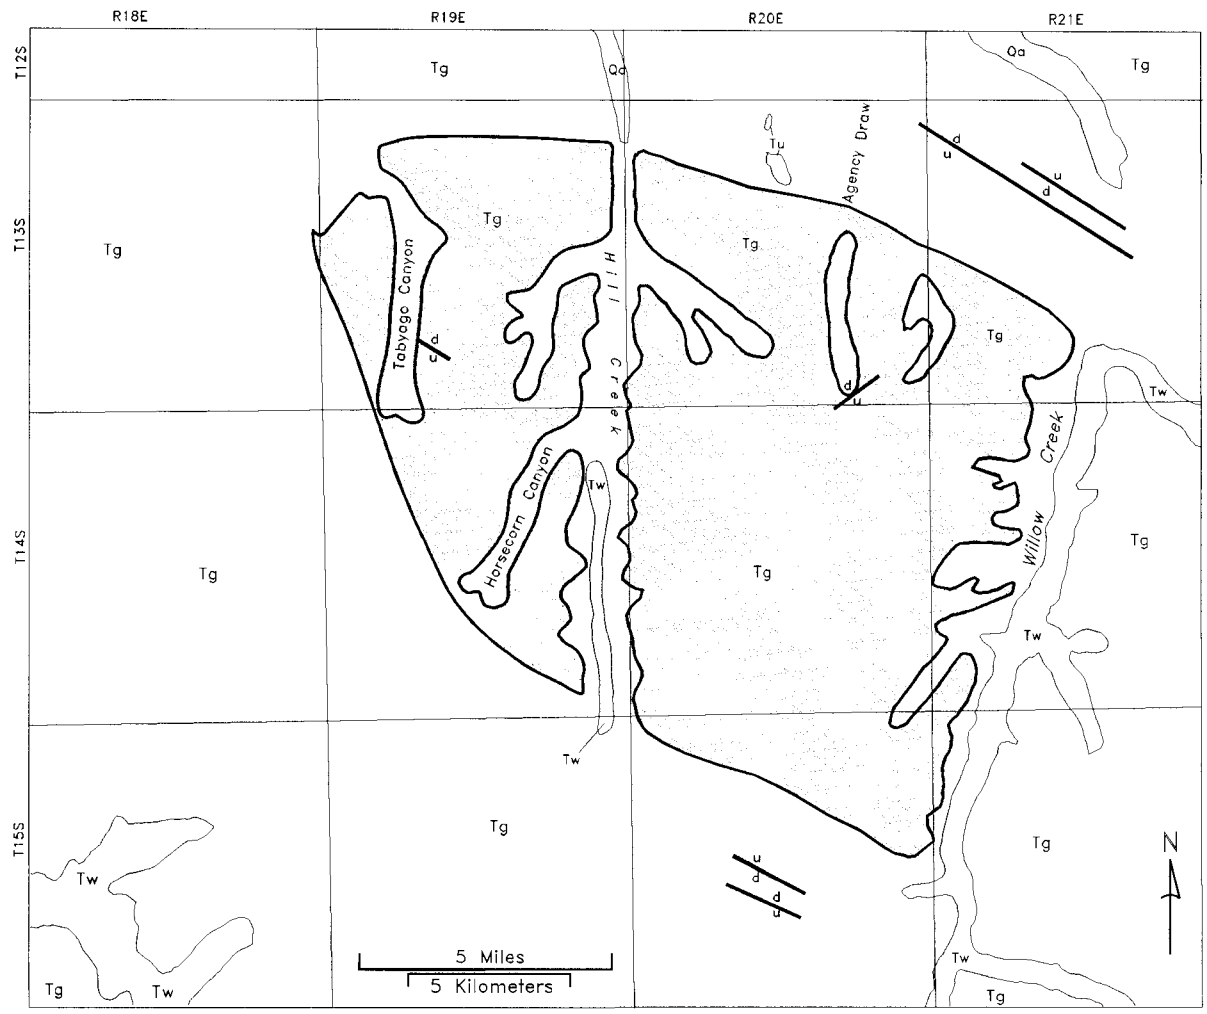 R18E
R19E
R20E
R21E
T12S
Tg
Qa
Qa
Tg
Tu
Agency Draw
d
u
u
d
T13S
Tg
Tg
Tg
Tg
Tabyago Canyon
Hill Creek
d
u
d
u
Tw
Willow Creek
T14S
Tg
Horsecorn Canyon
Tw
Tg
Tg
Tw
Tw
T15S
Tg
Tg
Tw
u
d
d
u
N
5 Miles
5 Kilometers
Tg
Tw
Tw
Tg